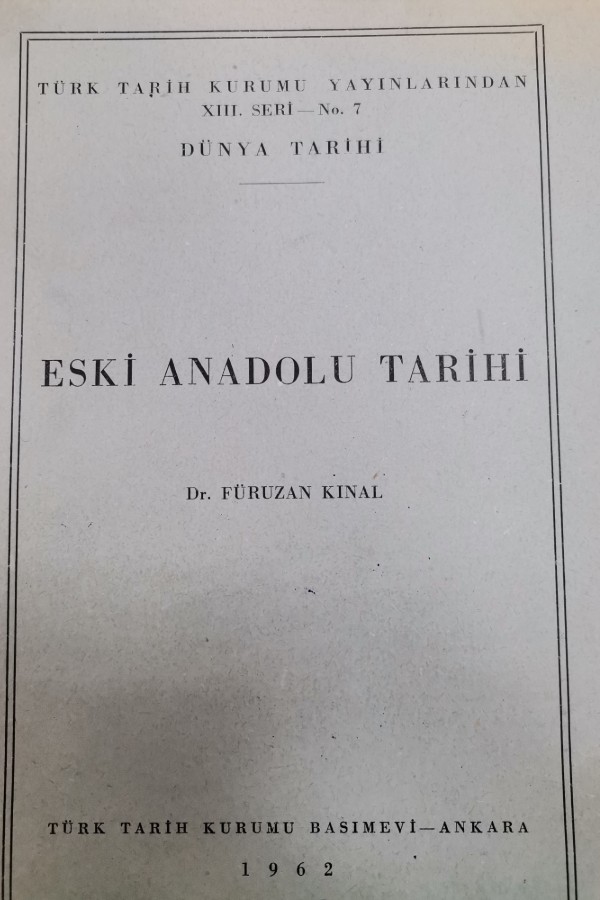 TÜRK TARİH KURUMU YAYINLARINDAN
XIII. SERİ—No. 7
DÜNYA TARİHİ
ESKİ ANADOLU TARİHİ
Dr. FÜRUZAN KINAL
TÜRK TARİH KURUMU BASIMEVİ—ANKARA
1962